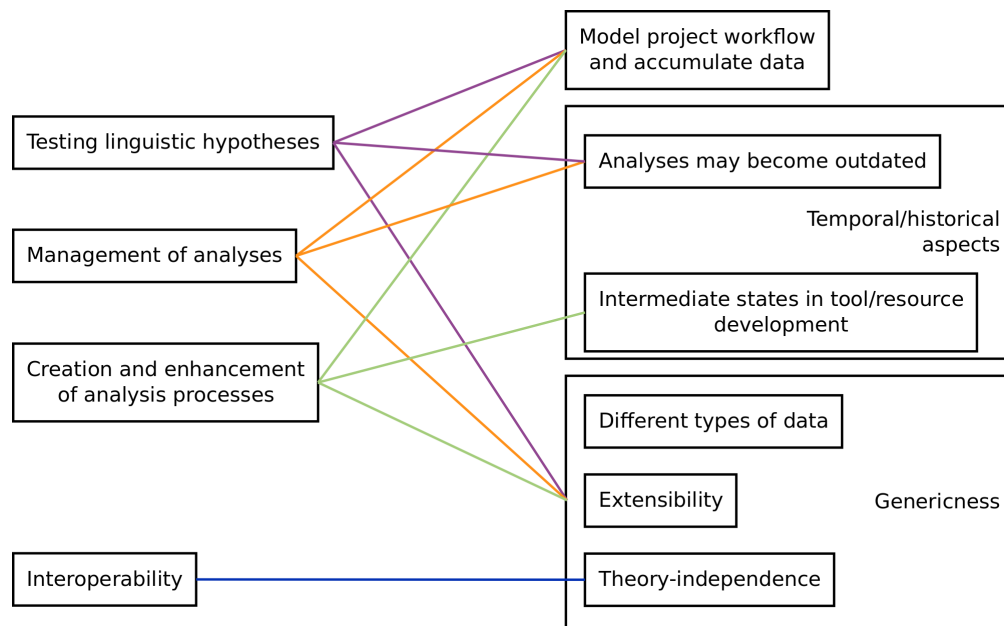 Model project workflow
and accumulate data
Testing linguistic hypotheses
Analyses may become outdated
Temporal/historical
aspects
Management of analyses
Intermediate states in tool/resource
development
Creation and enhancement
of analysis processes
Different types of data
Extensibility
Genericness
Interoperability
Theory-independence